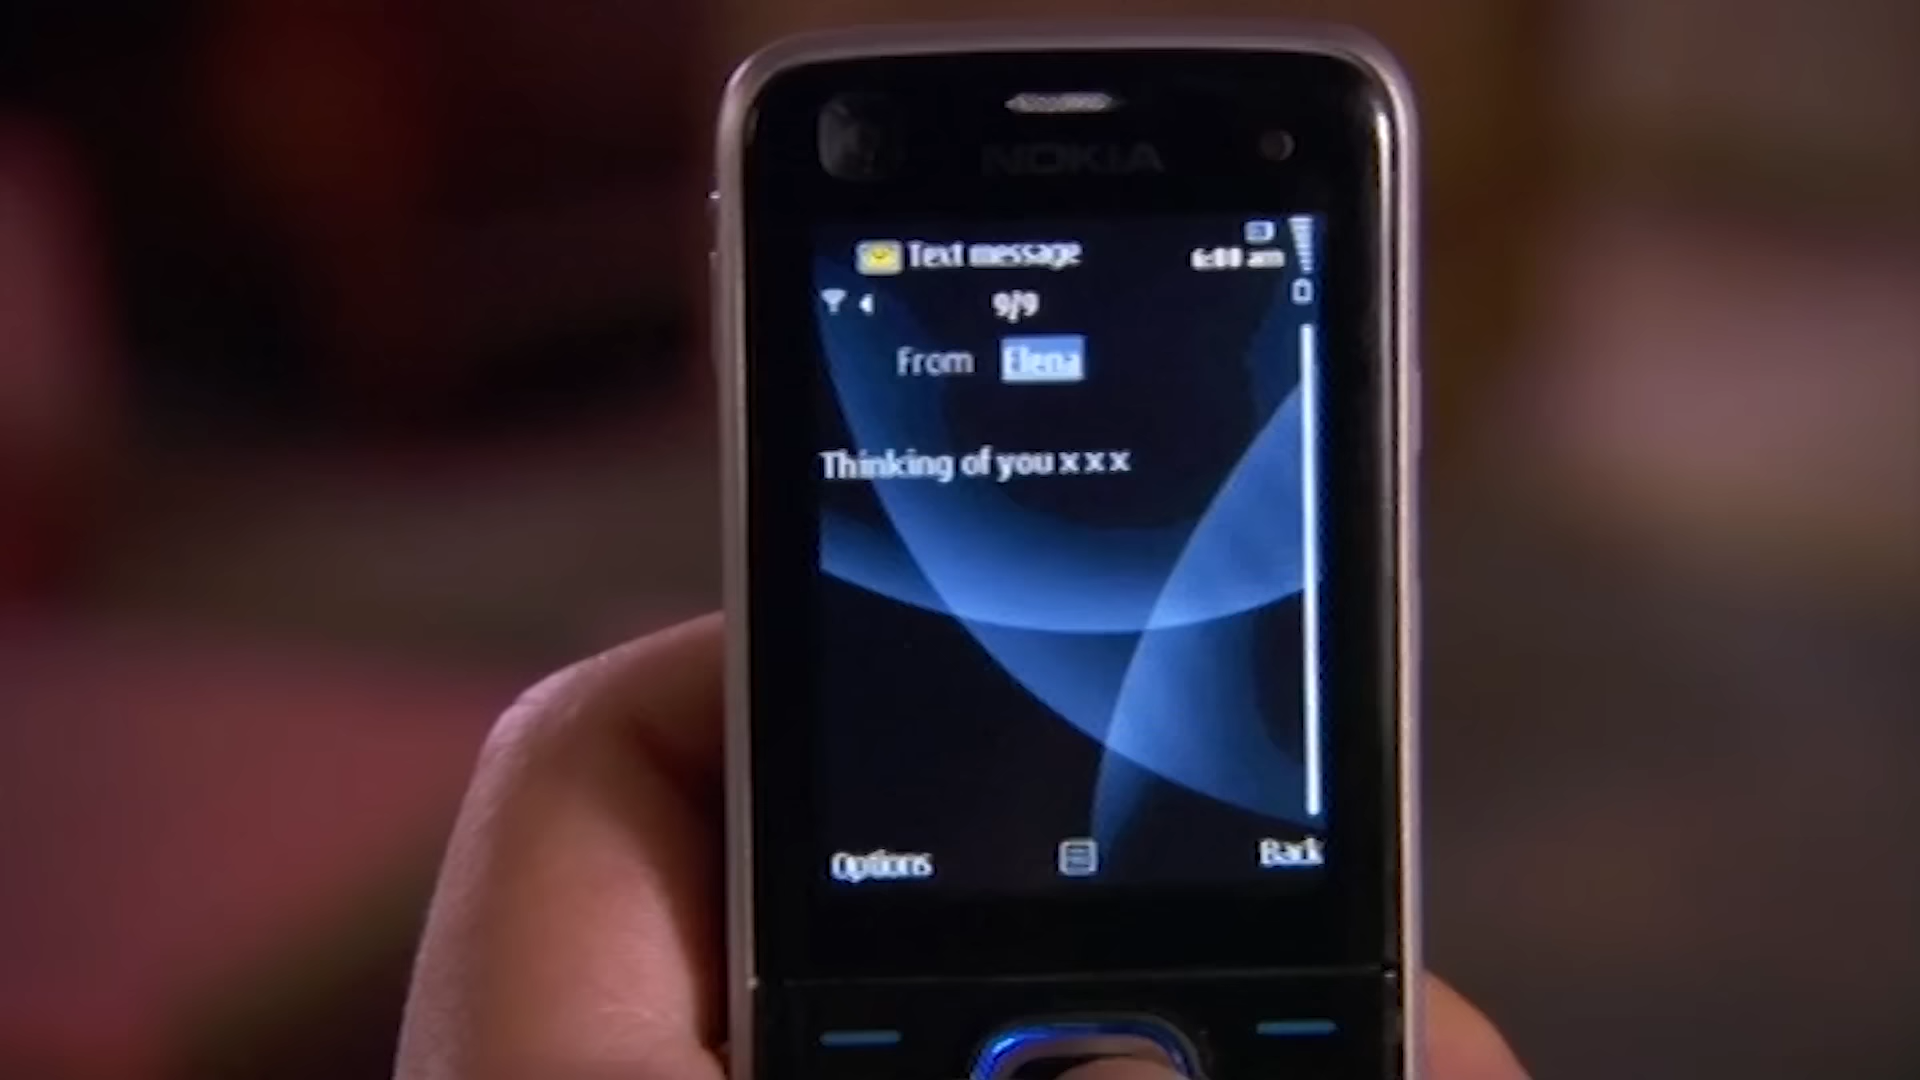 NOKIA
Text message
6:00 am
9/9
From Elena
Thinking of you x x x
Options
Back